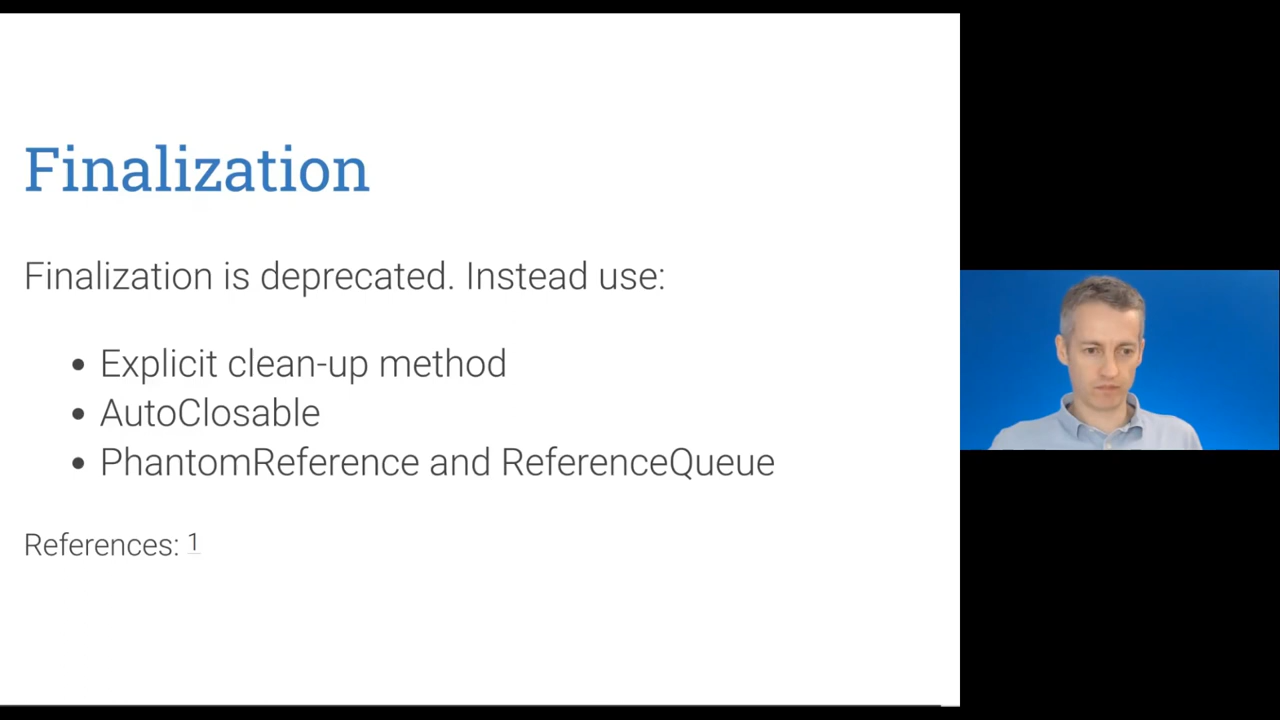 Finalization
Finalization is deprecated. Instead use:
• Explicit clean-up method
• AutoClosable
• PhantomReference and ReferenceQueue
References: 1